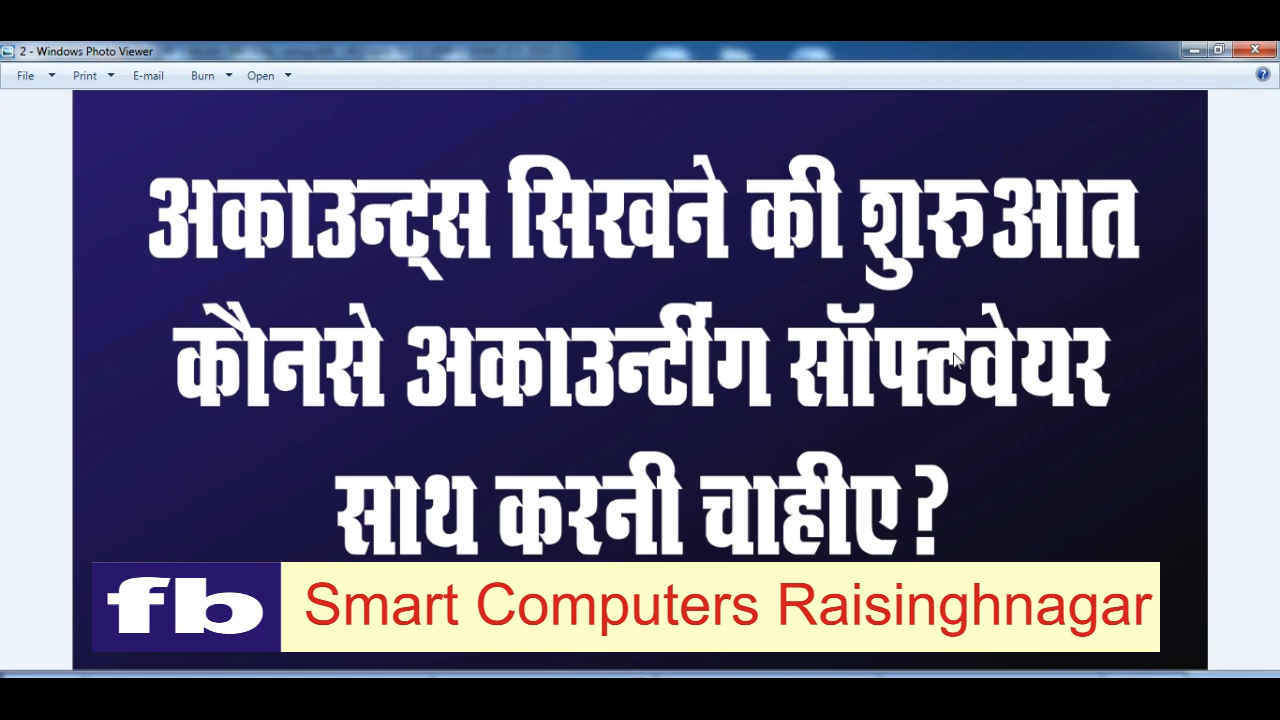 2 - Windows Photo Viewer
File Print E-mail Burn Open
अकाउन्ट्स सिखने की शुरुआत
कौनसे अकाउन्टींग सॉफ्टवेयर
साथ करनी चाहीए?
fb Smart Computers Raisinghnagar